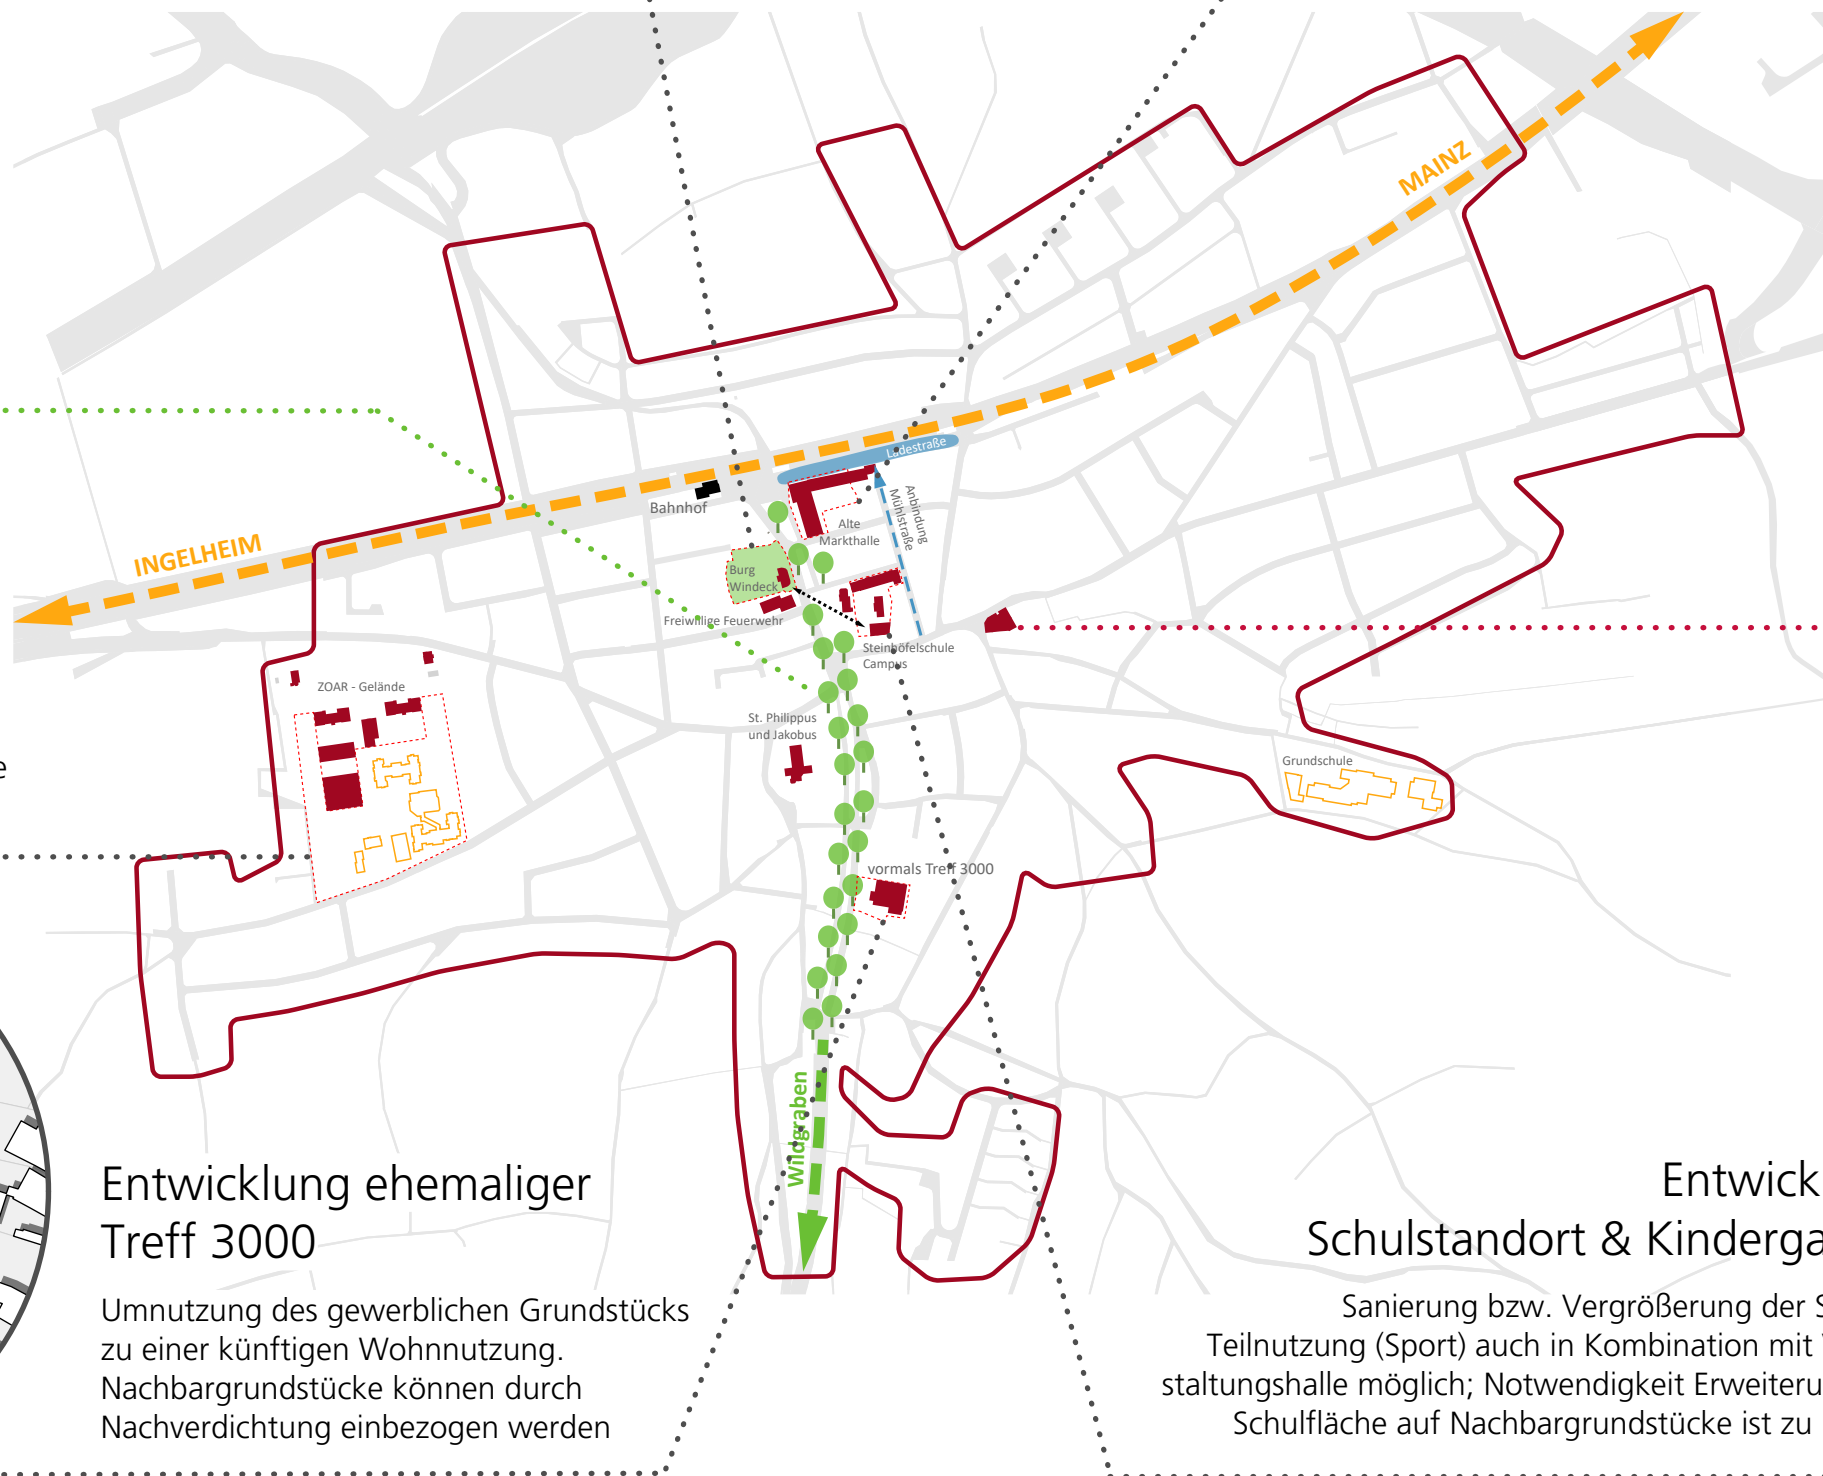 MAINZ
INGELHEIM
Ladestraße
Bahnhof
Anbindung
Mühlstraße
Alte
Markthalle
Burg
Windeck
Freiwillige Feuerwehr
Steinhöfelschule
Campus
ZOAR - Gelände
St. Philippus
und Jakobus
Grundschule
e
vormals Treff 3000
Wildgraben
Entwicklung ehemaliger
Treff 3000
Umnutzung des gewerblichen Grundstücks
zu einer künftigen Wohnnutzung.
Nachbargrundstücke können durch
Nachverdichtung einbezogen werden
Entwick
Schulstandort & Kinderga
Sanierung bzw. Vergrößerung der S
Teilnutzung (Sport) auch in Kombination mit V
staltungshalle möglich; Notwendigkeit Erweiteru
Schulfläche auf Nachbargrundstücke ist zu